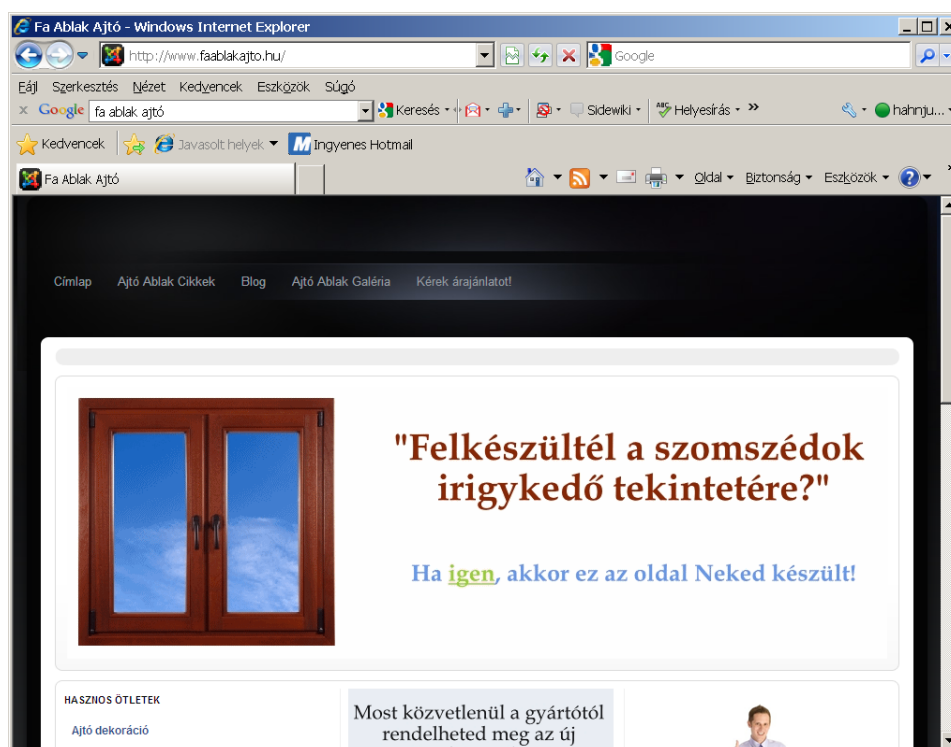 Fa Ablak Ajtó - Windows Internet Explorer
http://www.faablakajto.hu/ Google
Fájl Szerkesztés Nézet Kedvencek Eszközök Súgó
x Google fa ablak ajtó Keresés Sidewiki ABC Helyesírás » hahnju...
Kedvencek Javasolt helyek Ingyenes Hotmail
Fa Ablak Ajtó Oldal Biztonság Eszközök »
Címlap Ajtó Ablak Cikkek Blog Ajtó Ablak Galéria Kérek árajánlatot!
"Felkészültél a szomszédok
irigykedő tekintetére?"
Ha igen, akkor ez az oldal Neked készült!
HASZNOS ÖTLETEK
Ajtó dekoráció
Most közvetlenül a gyártótól
rendelheted meg az új